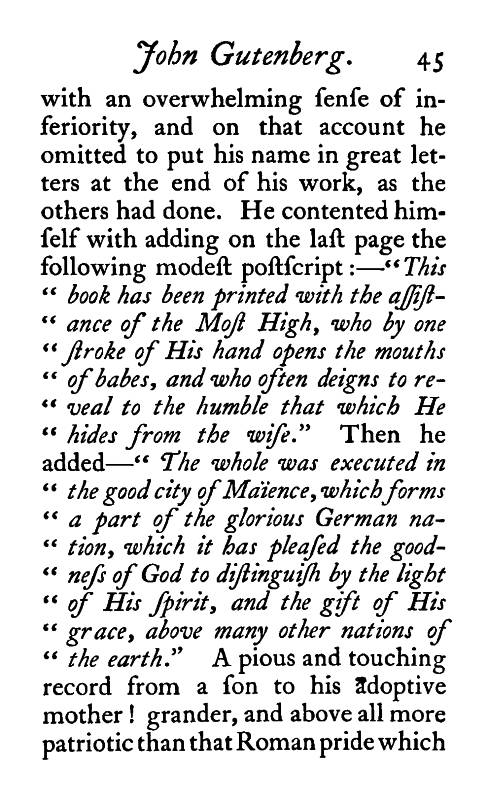 John Gutenberg. 45
with an overwhelming ſenſe of in-
feriority, and on that account he
omitted to put his name in great let-
ters at the end of his work, as the
others had done. He contented him-
ſelf with adding on the laſt page the
following modeſt poſtſcript :—“This
“ book has been printed with the aſſiſt-
“ ance of the Moſt High, who by one
“ ſtroke of His hand opens the mouths
“ of babes, and who often deigns to re-
“ veal to the humble that which He
“ hides from the wiſe.” Then he
added—“ The whole was executed in
“ the good city of Maïence, which forms
“ a part of the glorious German na-
“ tion, which it has pleaſed the good-
“ neſs of God to diſtinguiſh by the light
“ of His ſpirit, and the gift of His
“ grace, above many other nations of
“ the earth.” A pious and touching
record from a ſon to his adoptive
mother ! grander, and above all more
patriotic than that Roman pride which